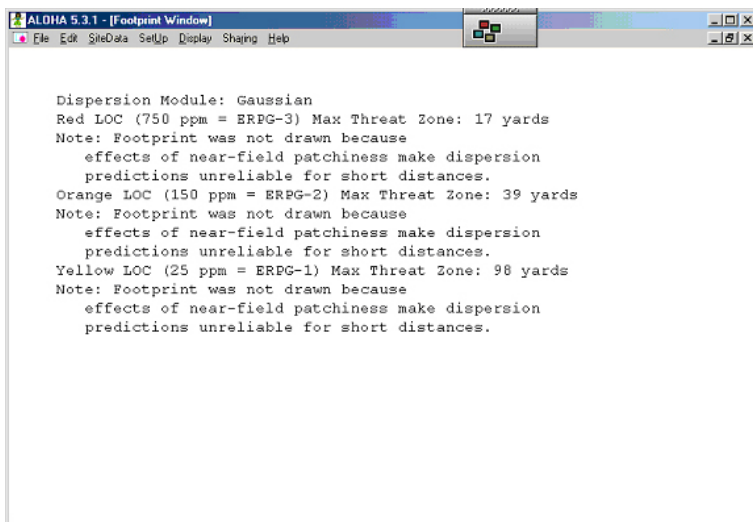 ALOHA 5.3.1 - [Footprint Window]
File Edit SiteData SetUp Display Sharing Help
Dispersion Module: Gaussian
Red LOC (750 ppm = ERPG-3) Max Threat Zone: 17 yards
Note: Footprint was not drawn because
effects of near-field patchiness make dispersion
predictions unreliable for short distances.
Orange LOC (150 ppm = ERPG-2) Max Threat Zone: 39 yards
Note: Footprint was not drawn because
effects of near-field patchiness make dispersion
predictions unreliable for short distances.
Yellow LOC (25 ppm = ERPG-1) Max Threat Zone: 98 yards
Note: Footprint was not drawn because
effects of near-field patchiness make dispersion
predictions unreliable for short distances.